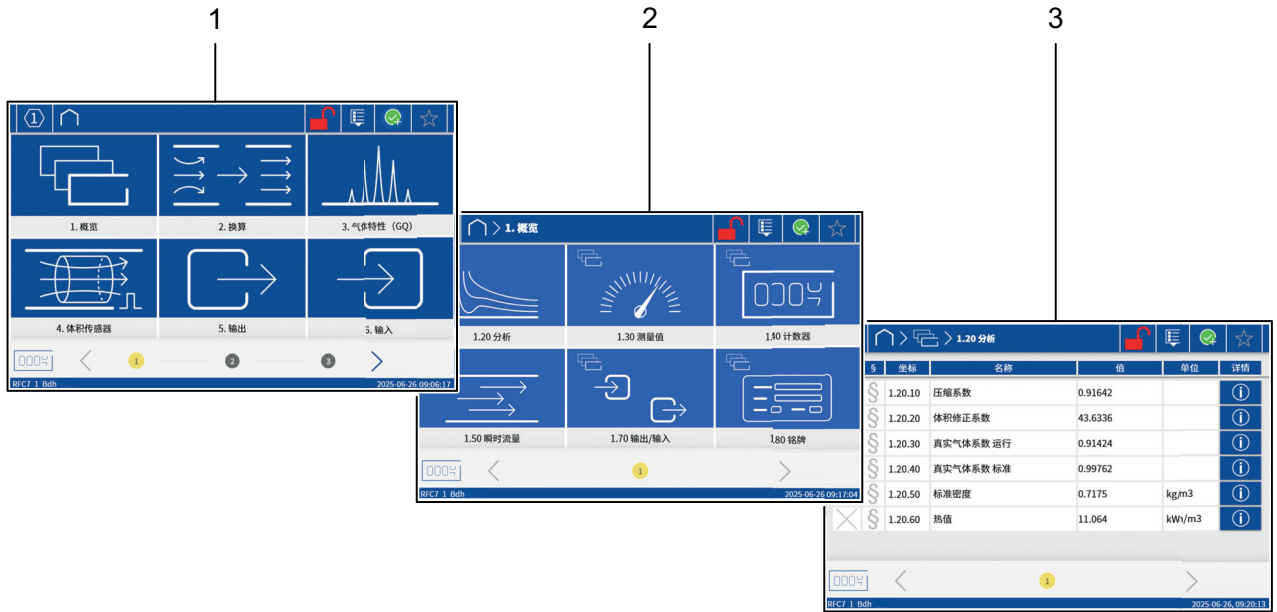 1
2
3
1
1. 概览
2. 换算
3. 气体特性（GQ）
4. 体积传感器
5. 输出
6. 输入
0004
1
2
3
RFC7 1 Bdh
2025-06-26 09:06:17
1. 概览
0004
1.20 分析
1.30 测量值
1.40 计数器
1.50 瞬时流量
1.70 输出/输入
1.80 铭牌
0004
1
RFC7 1 Bdh
2025-06-26 09:17:04
1.20 分析
§ 坐标 名称 值 单位 详情
§ 1.20.10 压缩系数 0.91642
§ 1.20.20 体积修正系数 43.6336
§ 1.20.30 真实气体系数 运行 0.91424
§ 1.20.40 真实气体系数 标准 0.99762
§ 1.20.50 标准密度 0.7175 kg/m3
§ 1.20.60 热值 11.064 kWh/m3
0004
1
RFC7 1 Bdh
2025-06-26, 09:20:13